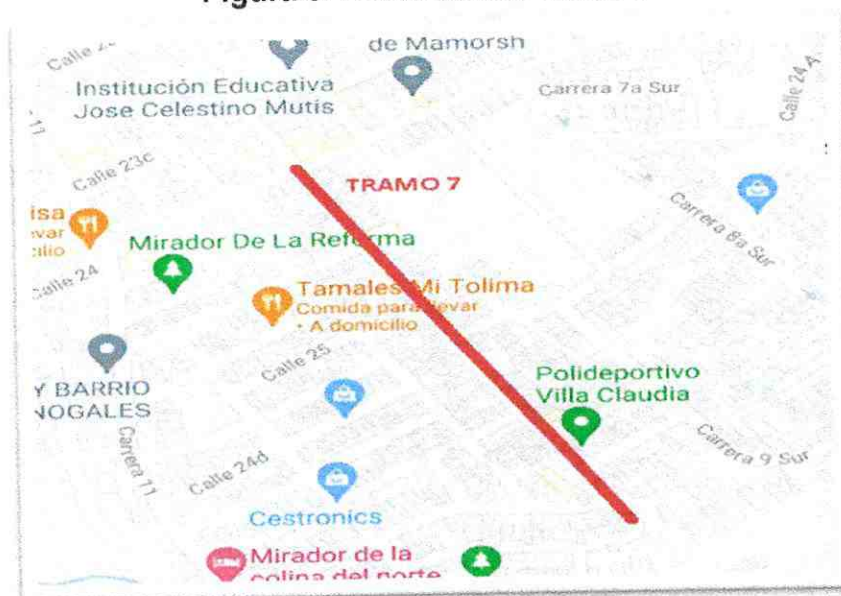 de Mamorsh
Institución Educativa
Jose Celestino Mutis
Carrera 7a Sur
Calle 24 A
11
Calle 23c
TRAMO 7
isa
Carrera 8a Sur
Mirador De La Reforma
Calle 24
Tamales Mi Tolima
Comida para llevar
· A domicilio
Calle 25
Y BARRIO
NOGALES
Polideportivo
Villa Claudia
Carrera 11
Calle 24d
Carrera 9 Sur
Cestronics
Mirador de la
colina del norte